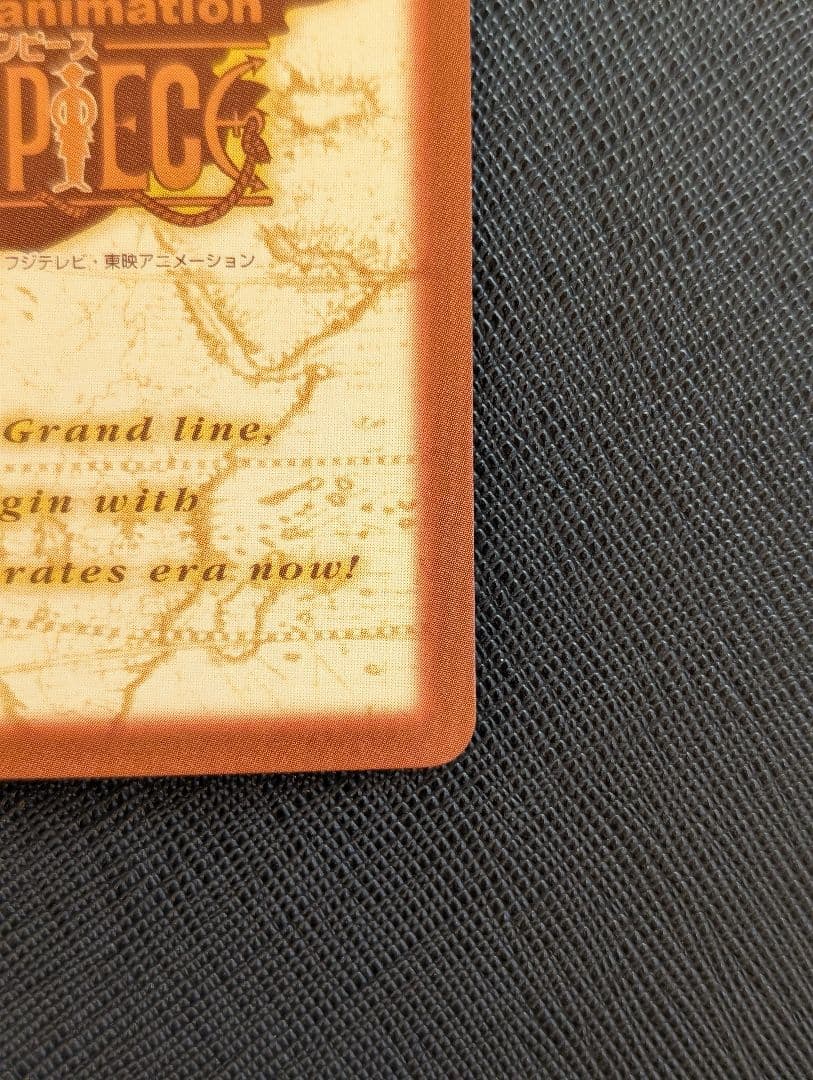 animation
ンピース
PIECE
フジテレビ・東映アニメーション
Grand line,
gin with
rates era now!